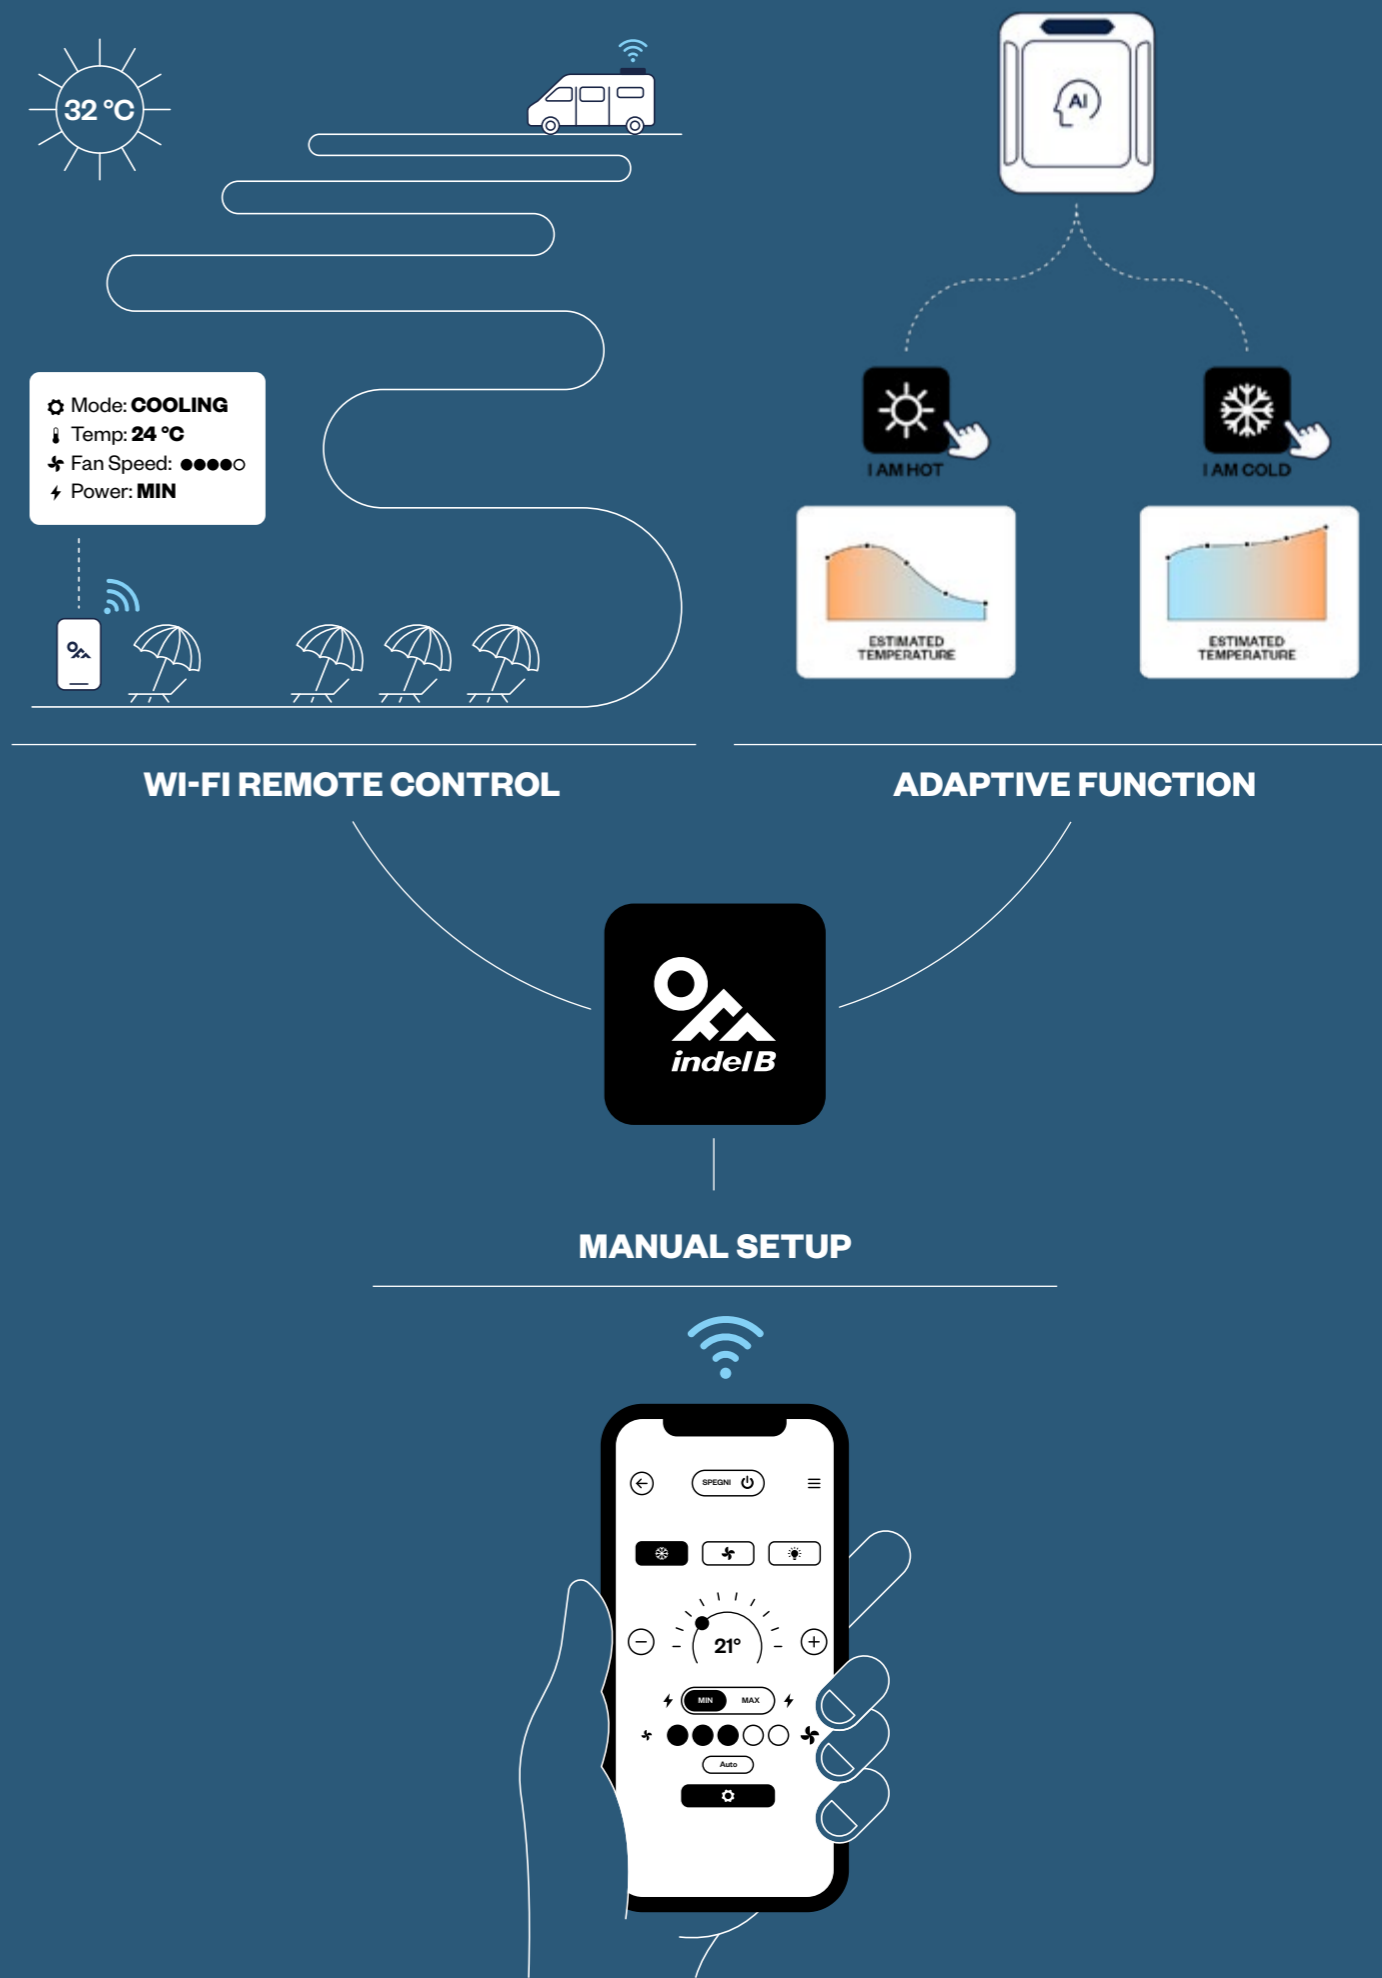 32 °C
Mode: COOLING
Temp: 24 °C
Fan Speed:
Power: MIN
WI-FI REMOTE CONTROL
AI
I AM HOT
I AM COLD
ESTIMATED
TEMPERATURE
ESTIMATED
TEMPERATURE
ADAPTIVE FUNCTION
indel B
MANUAL SETUP
SPEGNI
21°
MIN
MAX
Auto